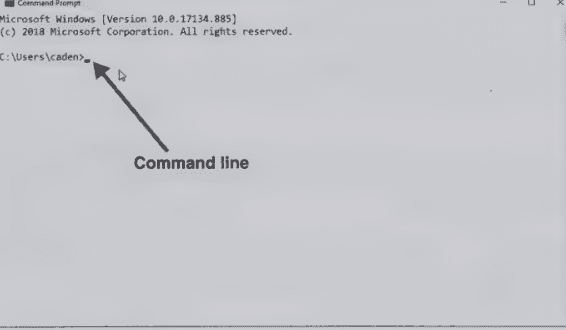 Command Prompt
Microsoft Windows [Version 10.0.17134.885]
(c) 2018 Microsoft Corporation. All rights reserved.
C:\Users\caden>_
Command line